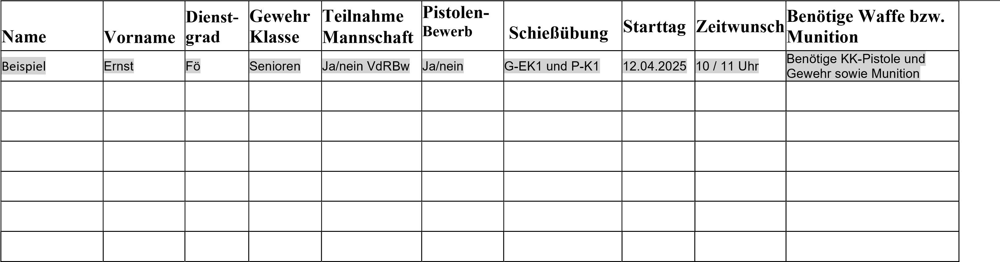 Name
Vorname
Dienst-
grad
Gewehr
Klasse
Teilnahme
Mannschaft
Pistolen-
Bewerb
Schießübung
Starttag
Zeitwunsch
Benötige Waffe bzw.
Munition
Beispiel
Ernst
Fö
Senioren
Ja/nein VdRBw
Ja/nein
G-EK1 und P-K1
12.04.2025
10 / 11 Uhr
Benötige KK-Pistole und
Gewehr sowie Munition